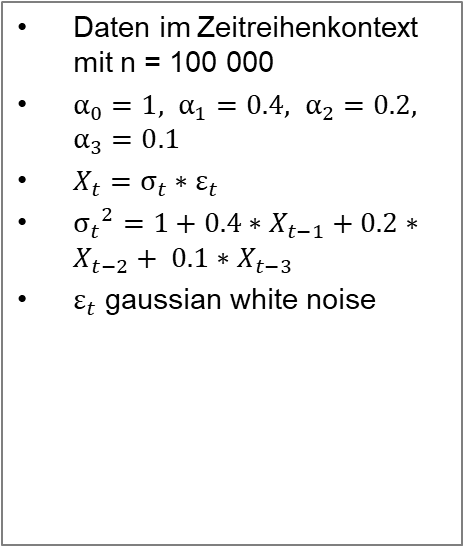 • Daten im Zeitreihenkontext
mit n = 100 000
• α₀ = 1, α₁ = 0.4, α₂ = 0.2,
α₃ = 0.1
• Xₜ = σₜ * εₜ
• σₜ² = 1 + 0.4 * Xₜ₋₁ + 0.2 *
Xₜ₋₂ + 0.1 * Xₜ₋₃
• εₜ gaussian white noise